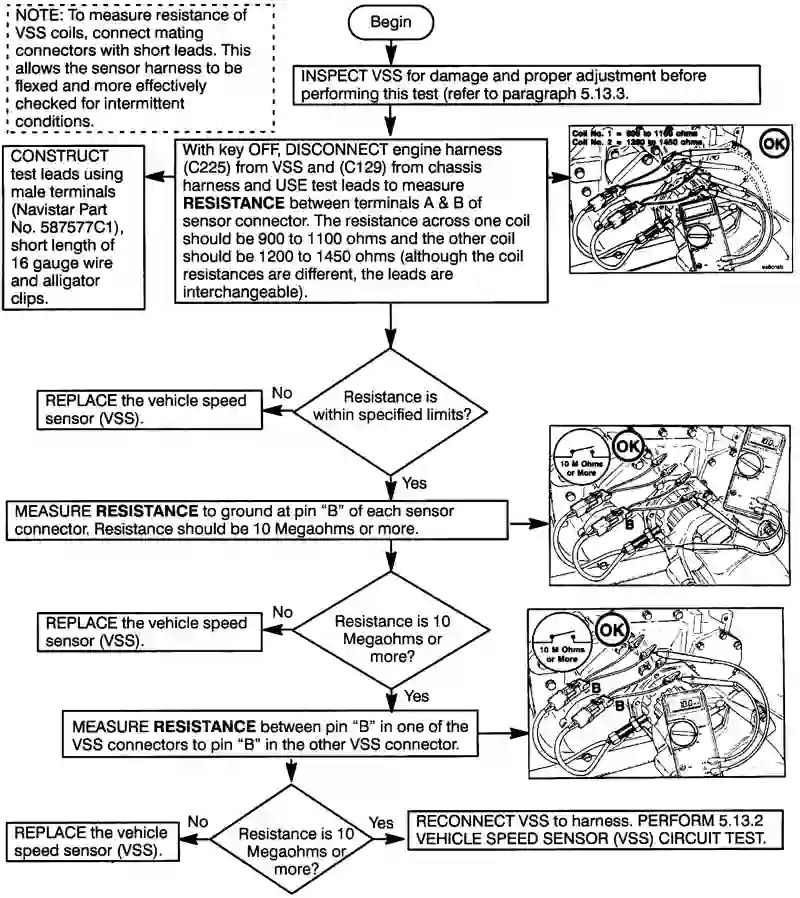 NOTE: To measure resistance of
VSS coils, connect mating
connectors with short leads. This
allows the sensor harness to be
flexed and more effectively
checked for intermittent
conditions.
Begin
INSPECT VSS for damage and proper adjustment before
performing this test (refer to paragraph 5.13.3.
CONSTRUCT
test leads using
male terminals
(Navistar Part
No. 587577C1),
short length of
16 gauge wire
and alligator
clips.
With key OFF, DISCONNECT engine harness
(C225) from VSS and (C129) from chassis
harness and USE test leads to measure
RESISTANCE between terminals A & B of
sensor connector. The resistance across one coil
should be 900 to 1100 ohms and the other coil
should be 1200 to 1450 ohms (although the coil
resistances are different, the leads are
interchangeable).
Coil No. 1 = 900 to 1100 ohms
Coil No. 2 = 1200 to 1450 ohms
OK
Resistance is
within specified limits?
No
REPLACE the vehicle speed
sensor (VSS).
Yes
MEASURE RESISTANCE to ground at pin "B" of each sensor
connector. Resistance should be 10 Megaohms or more.
10 M Ohms
or More
OK
B
Resistance is 10
Megaohms or
more?
No
REPLACE the vehicle speed
sensor (VSS).
Yes
MEASURE RESISTANCE between pin "B" in one of the
VSS connectors to pin "B" in the other VSS connector.
10 M Ohms
or More
OK
B
B
Resistance is 10
Megaohms or
more?
No
REPLACE the vehicle
speed sensor (VSS).
Yes
RECONNECT VSS to harness. PERFORM 5.13.2
VEHICLE SPEED SENSOR (VSS) CIRCUIT TEST.